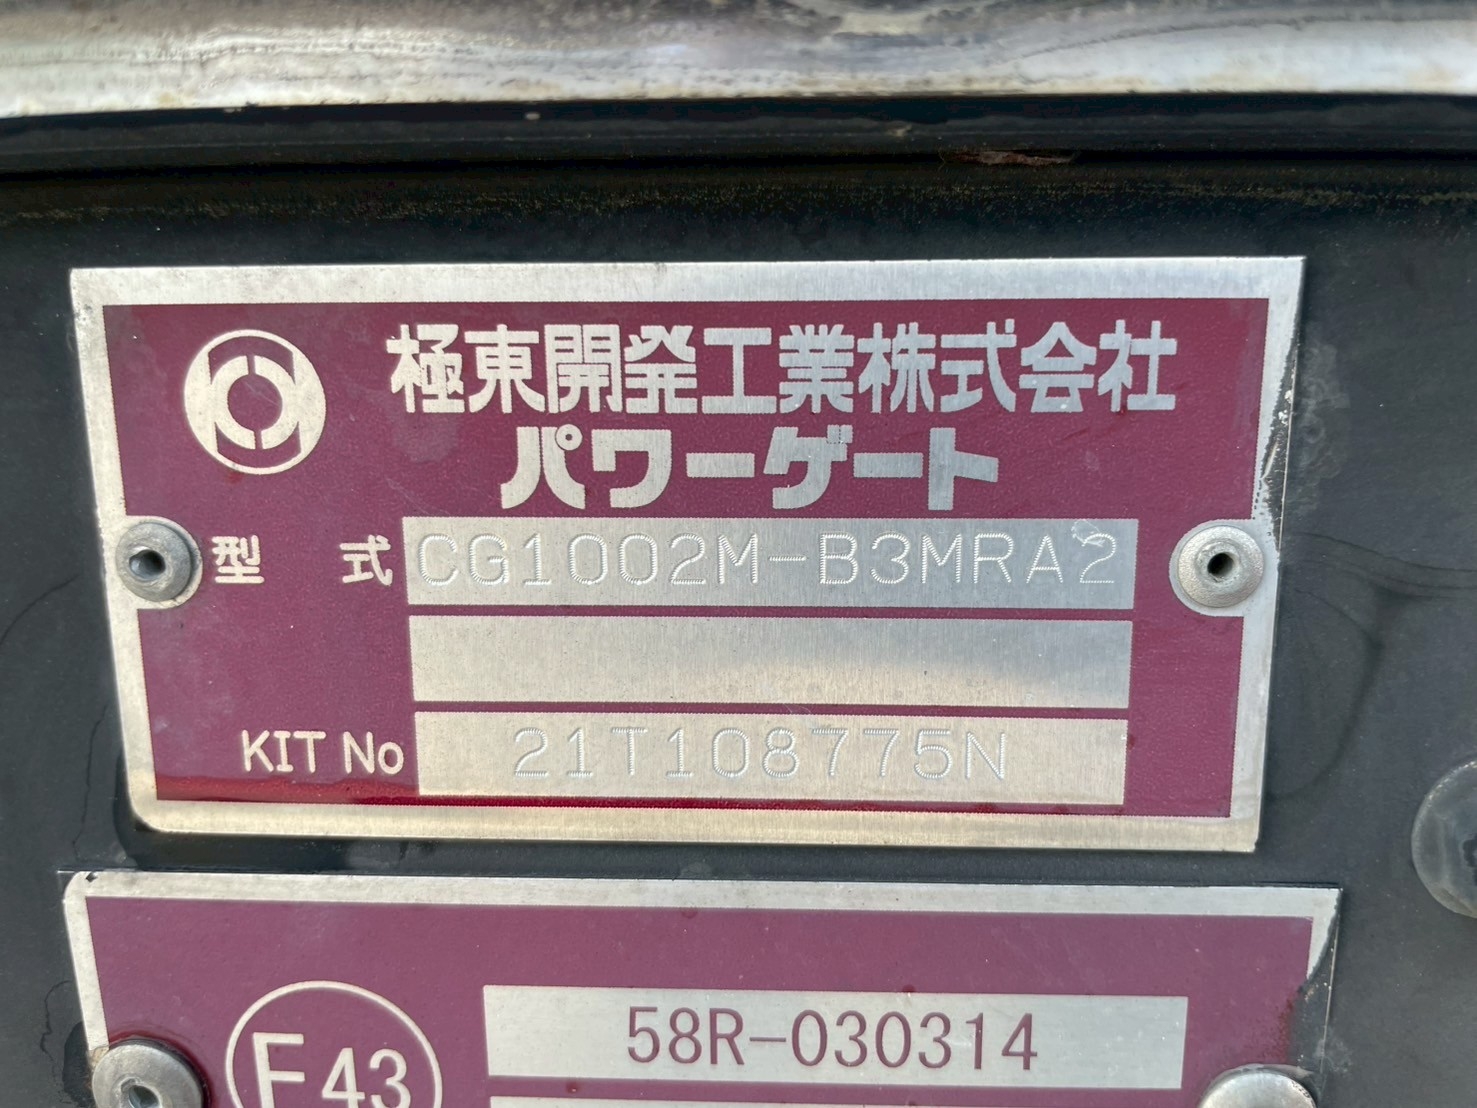 極東開発工業株式会社
パワーゲート
型 式 CG1002M-B3MRA2
KIT No 21T108775N
E43 58R-030314